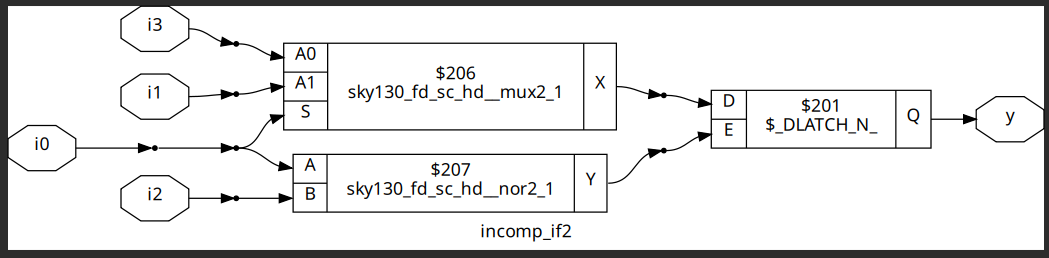 i3
i1
i0
i2
A0
A1
S
$206
sky130_fd_sc_hd__mux2_1
X
A
B
$207
sky130_fd_sc_hd__nor2_1
Y
D
E
$201
$_DLATCH_N_
Q
y
incomp_if2